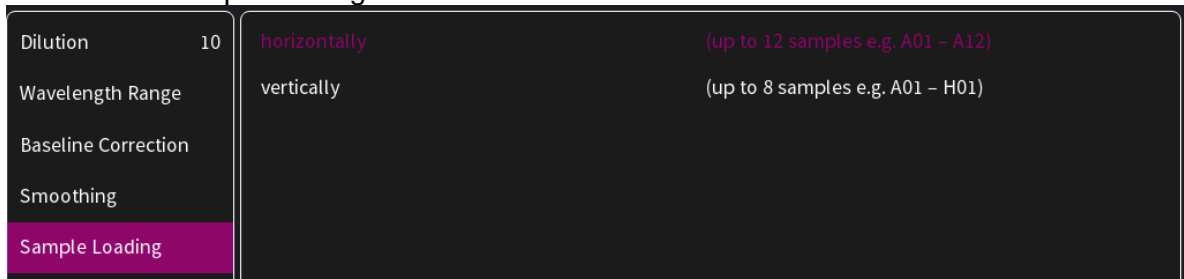 Dilution 10
Wavelength Range
Baseline Correction
Smoothing
Sample Loading
horizontally (up to 12 samples e.g. A01 – A12)
vertically (up to 8 samples e.g. A01 – H01)